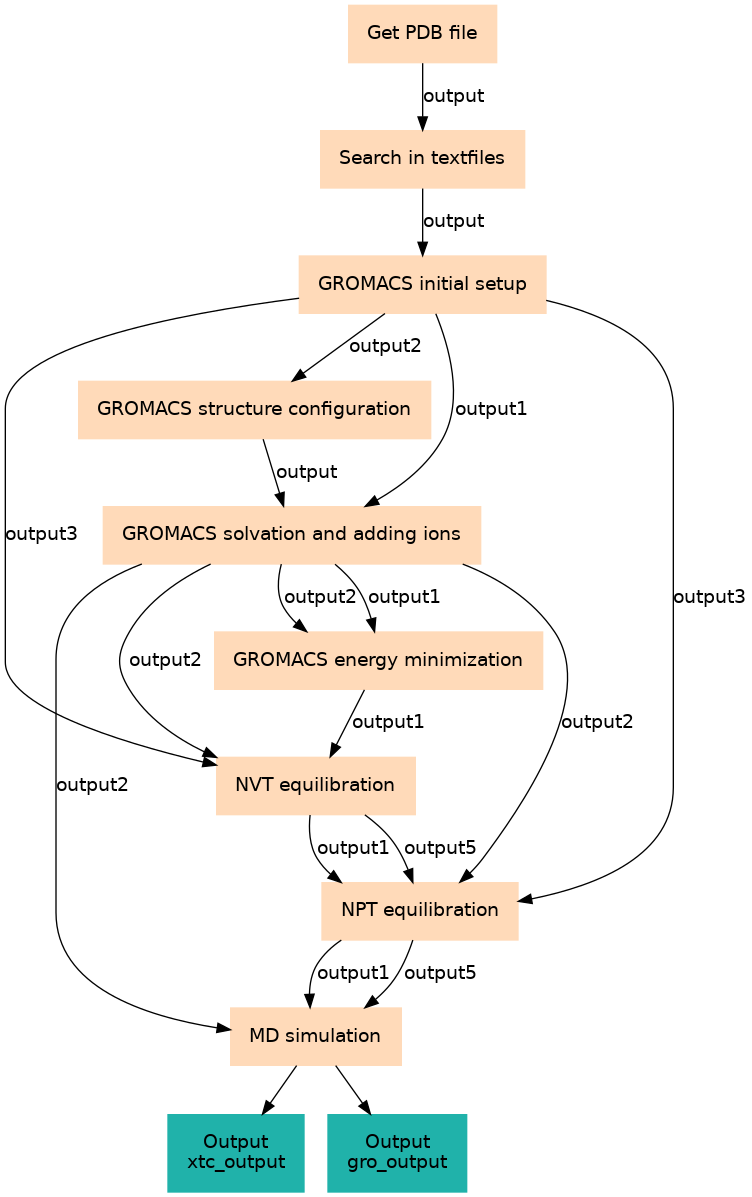 Get PDB file
output
Search in textfiles
output
GROMACS initial setup
output2
GROMACS structure configuration
output1
output
output3
GROMACS solvation and adding ions
output2
output1
output3
GROMACS energy minimization
output2
output1
output2
output2
NVT equilibration
output1
output5
NPT equilibration
output1
output5
MD simulation
Output
xtc_output
Output
gro_output